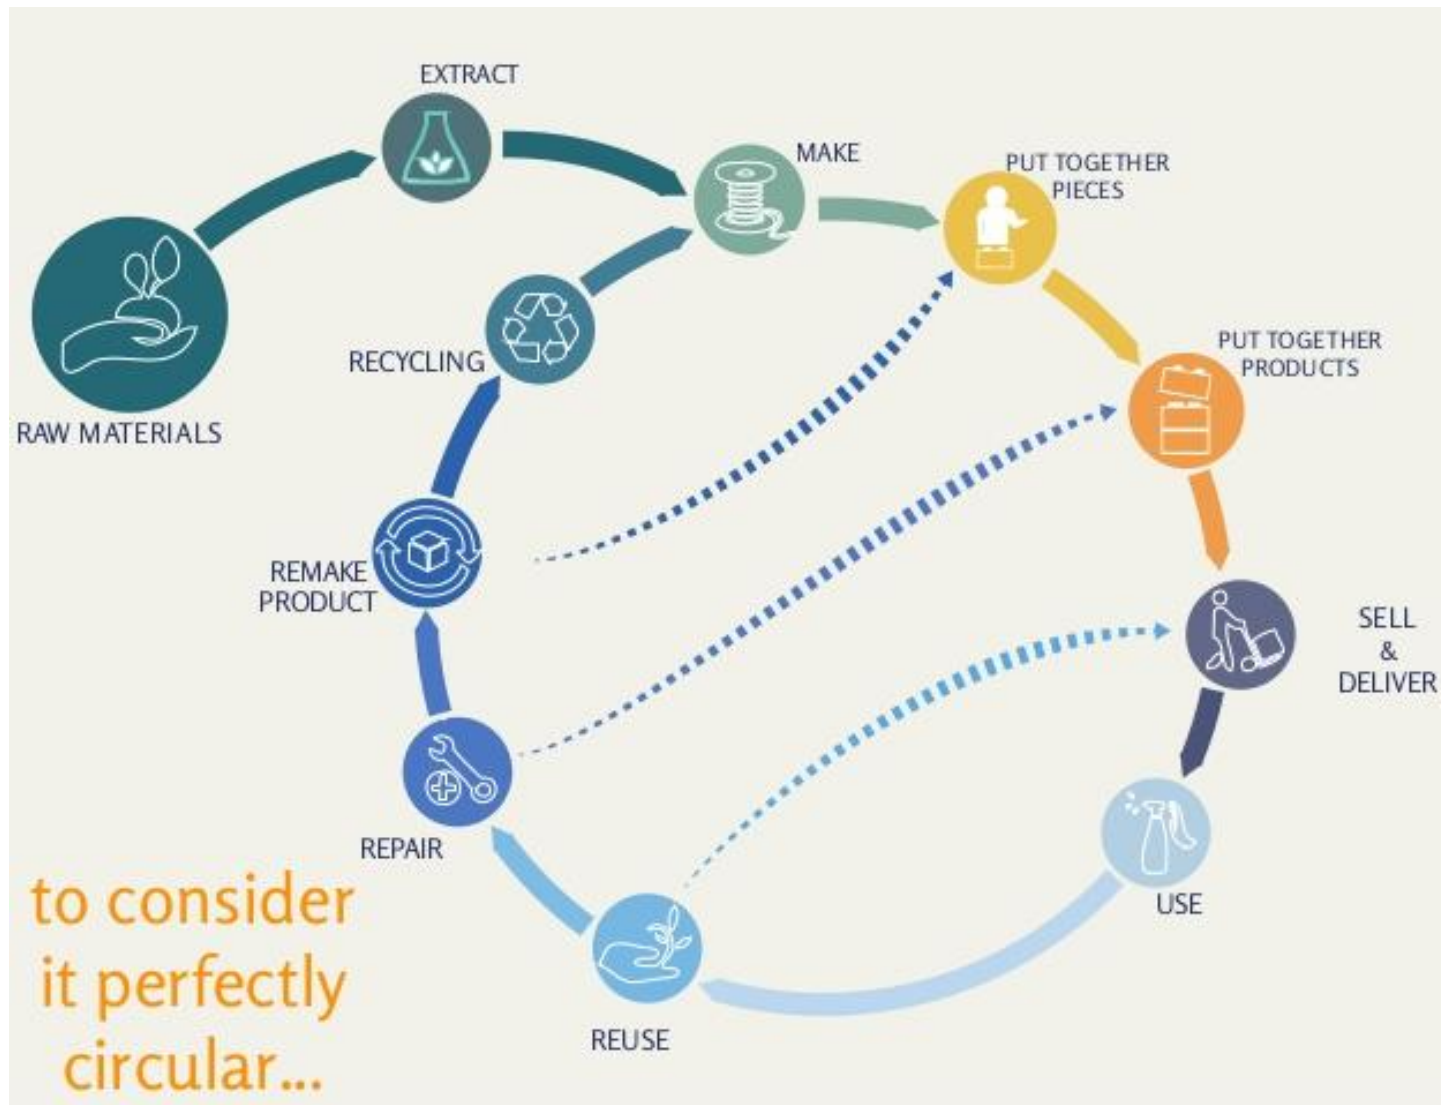 EXTRACT
MAKE
PUT TOGETHER
PIECES
RECYCLING
PUT TOGETHER
PRODUCTS
RAW MATERIALS
REMAKE
PRODUCT
SELL
&
DELIVER
REPAIR
USE
REUSE
to consider
it perfectly
circular...